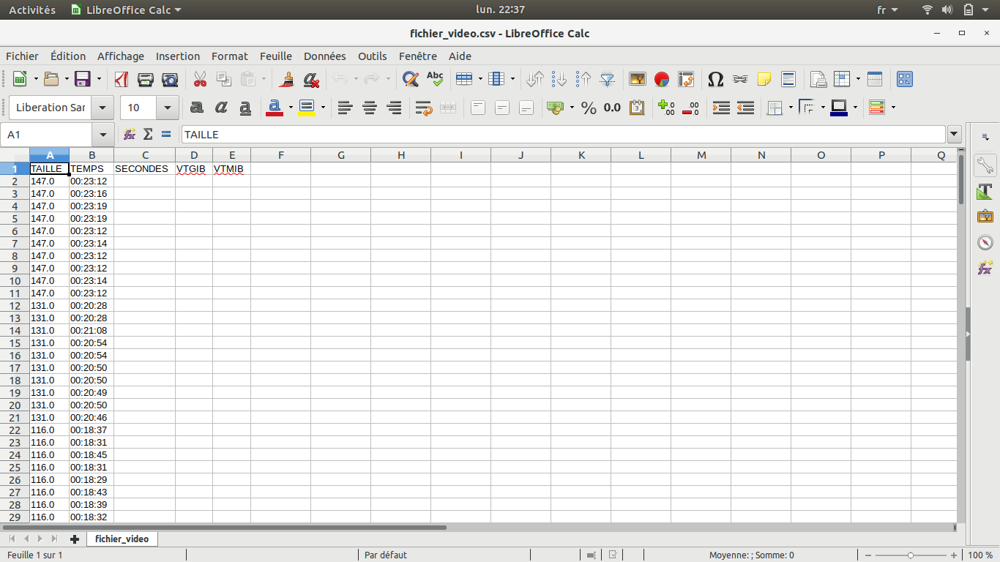 Activités LibreOffice Calc lun. 22:37 fr
fichier_video.csv - LibreOffice Calc
Fichier Édition Affichage Insertion Format Feuille Données Outils Fenêtre Aide
Abc
Liberation Sar 10 a a a a % 0.0
A1 fx Σ = TAILLE
A B C D E F G H I J K L M N O P Q
1 TAILLE TEMPS SECONDES VTGIB VTMIB
2 147.0 00:23:12
3 147.0 00:23:16
4 147.0 00:23:19
5 147.0 00:23:19
6 147.0 00:23:12
7 147.0 00:23:14
8 147.0 00:23:12
9 147.0 00:23:12
10 147.0 00:23:14
11 147.0 00:23:12
12 131.0 00:20:28
13 131.0 00:20:28
14 131.0 00:21:08
15 131.0 00:20:54
16 131.0 00:20:54
17 131.0 00:20:50
18 131.0 00:20:50
19 131.0 00:20:49
20 131.0 00:20:50
21 131.0 00:20:46
22 116.0 00:18:37
23 116.0 00:18:31
24 116.0 00:18:45
25 116.0 00:18:31
26 116.0 00:18:29
27 116.0 00:18:43
28 116.0 00:18:39
29 116.0 00:18:32
fichier_video
Feuille 1 sur 1 Par défaut Moyenne: ; Somme: 0 100 %